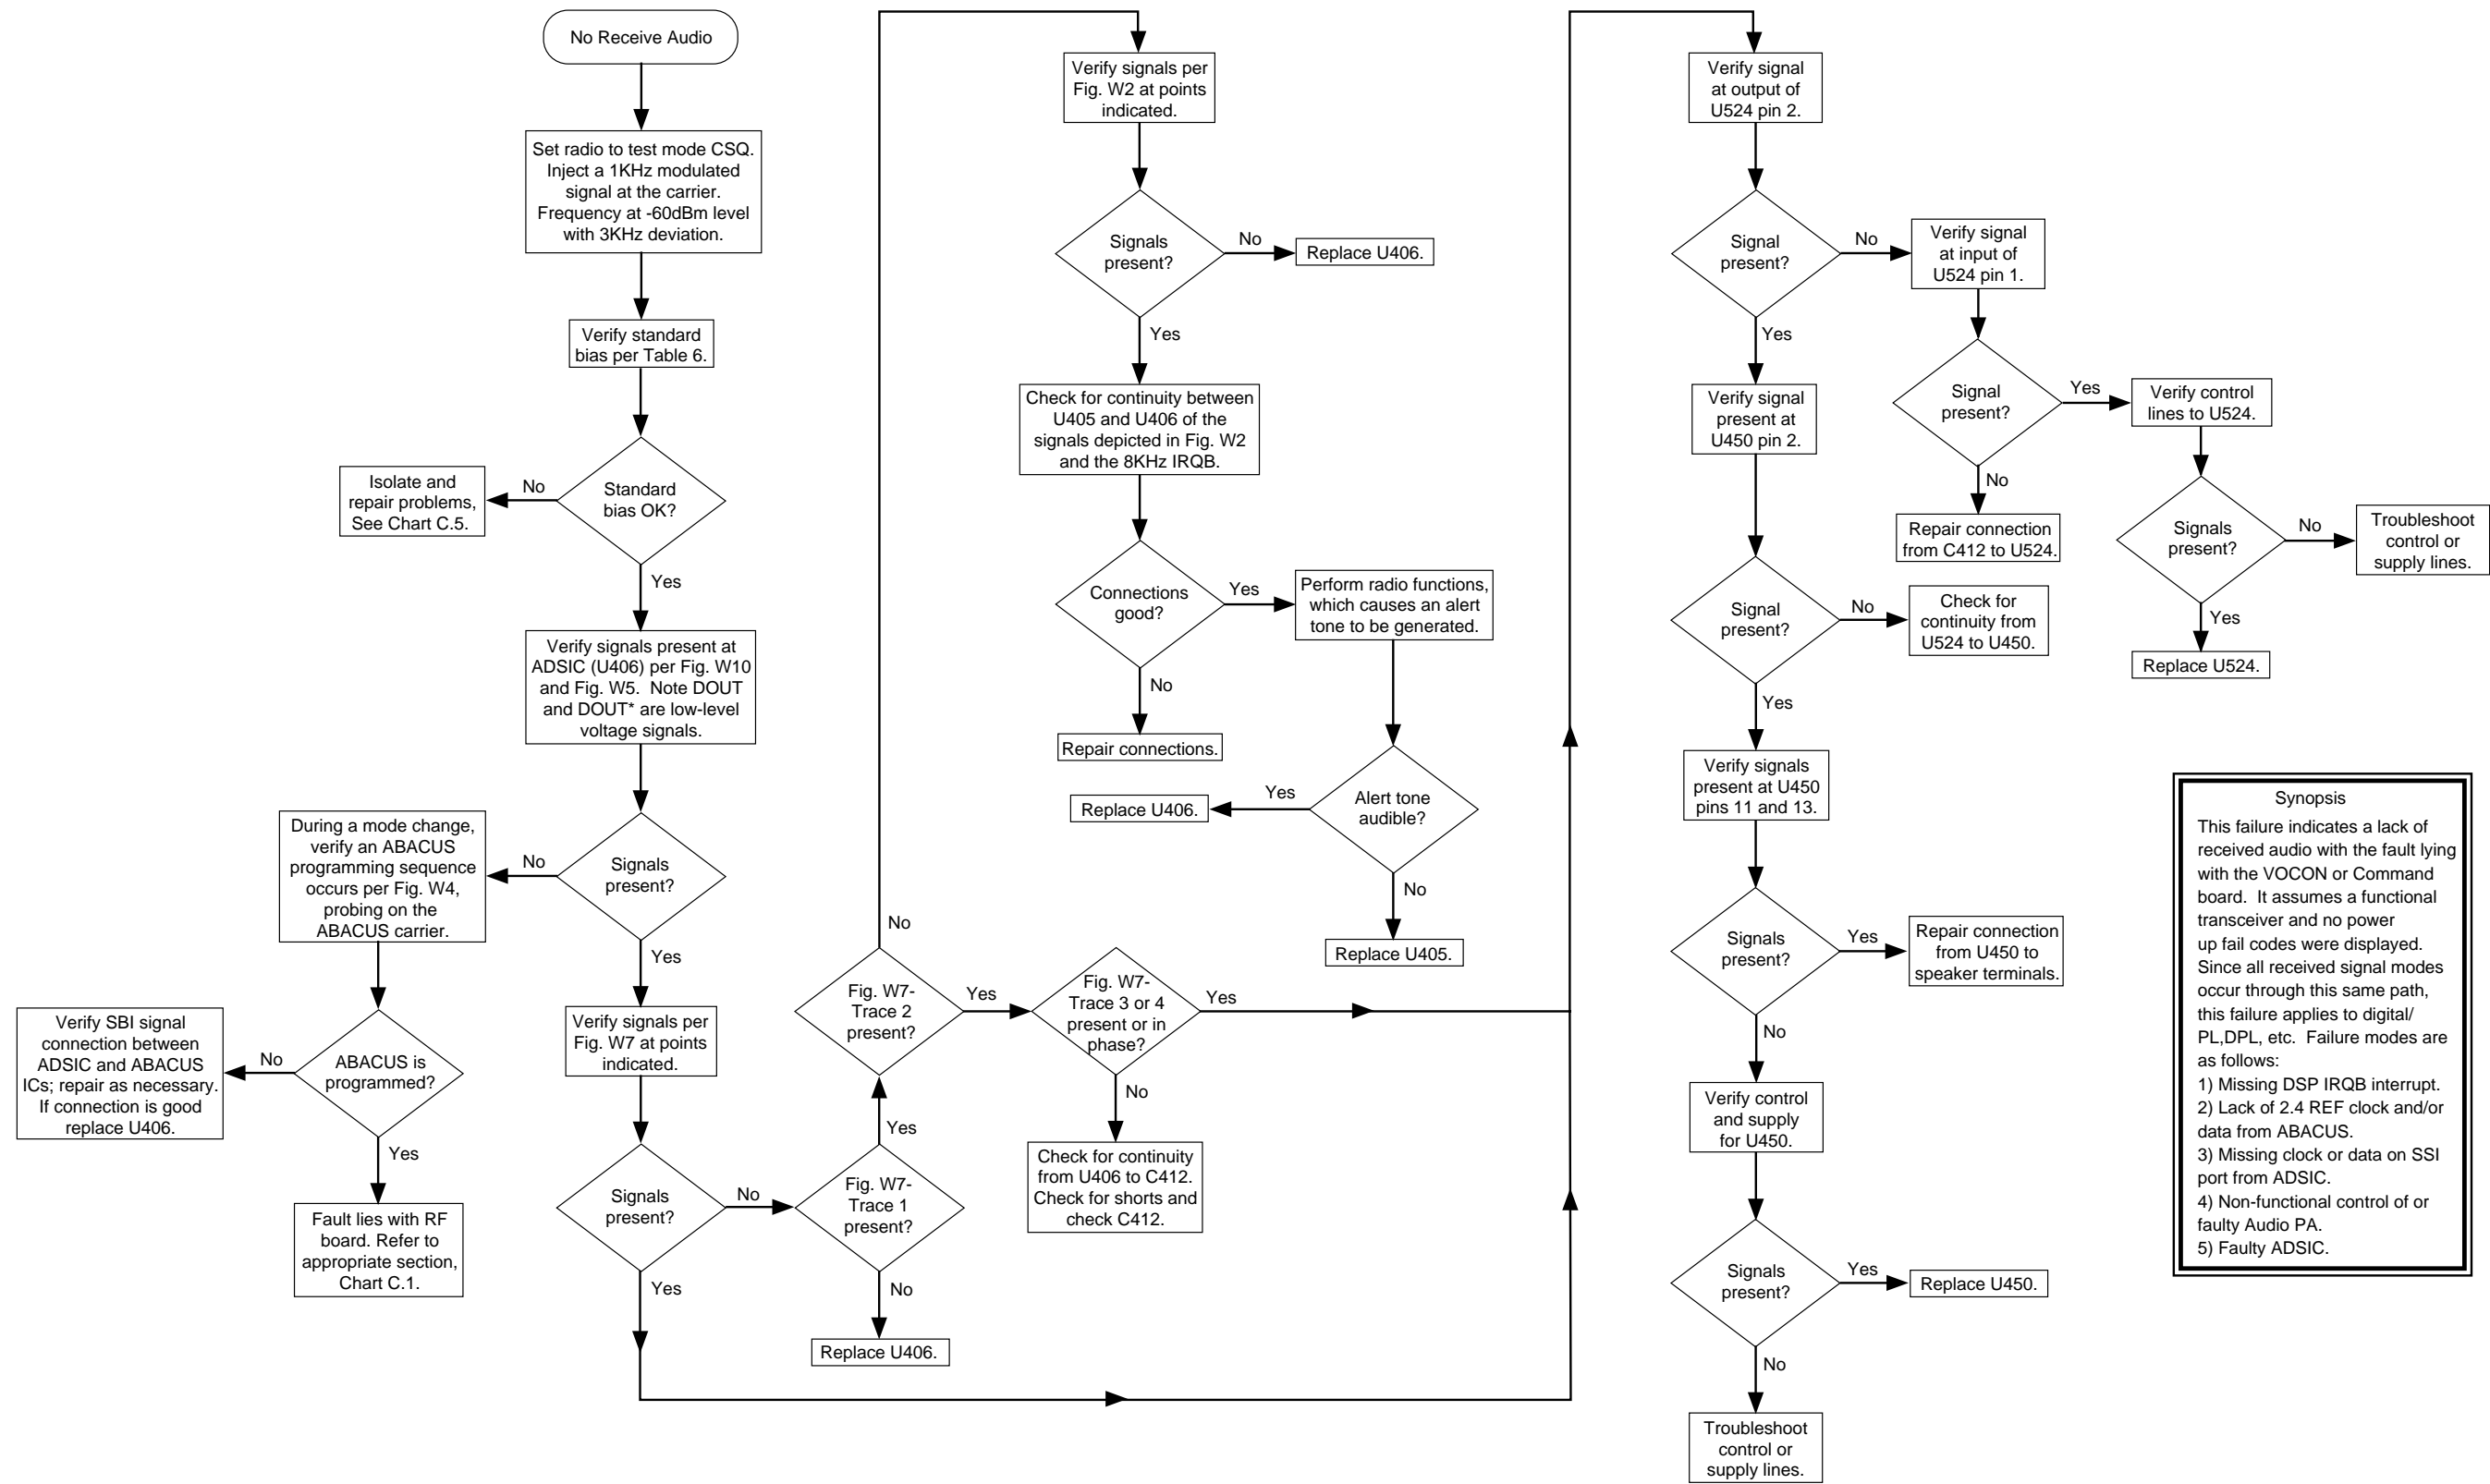 No Receive Audio
Set radio to test mode CSQ.
Inject a 1KHz modulated
signal at the carrier.
Frequency at -60dBm level
with 3KHz deviation.
Verify standard
bias per Table 6.
Standard
bias OK?
No
Isolate and
repair problems,
See Chart C.5.
Yes
Verify signals present at
ADSIC (U406) per Fig. W10
and Fig. W5.  Note DOUT
and DOUT* are low-level
voltage signals.
Signals
present?
No
During a mode change,
verify an ABACUS
programming sequence
occurs per Fig. W4,
probing on the
ABACUS carrier.
ABACUS is
programmed?
No
Verify SBI signal
connection between
ADSIC and ABACUS
ICs; repair as necessary.
If connection is good
replace U406.
Yes
Fault lies with RF
board. Refer to
appropriate section,
Chart C.1.
Yes
Verify signals per
Fig. W7 at points
indicated.
Signals
present?
Yes
No
Fig. W7-
Trace 1
present?
No
Replace U406.
Yes
Fig. W7-
Trace 2
present?
No
Yes
Fig. W7-
Trace 3 or 4
present or in
phase?
Yes
No
Check for continuity
from U406 to C412.
Check for shorts and
check C412.
Verify signals per
Fig. W2 at points
indicated.
Signals
present?
No
Replace U406.
Yes
Check for continuity between
U405 and U406 of the
signals depicted in Fig. W2
and the 8KHz IRQB.
Connections
good?
No
Repair connections.
Yes
Perform radio functions,
which causes an alert
tone to be generated.
Alert tone
audible?
Yes
Replace U406.
No
Replace U405.
Verify signal
at output of
U524 pin 2.
Signal
present?
No
Verify signal
at input of
U524 pin 1.
Signal
present?
No
Repair connection
from C412 to U524.
Yes
Verify control
lines to U524.
Signals
present?
No
Troubleshoot
control or
supply lines.
Yes
Replace U524.
Yes
Verify signal
present at
U450 pin 2.
Signal
present?
No
Check for
continuity from
U524 to U450.
Yes
Verify signals
present at U450
pins 11 and 13.
Signals
present?
Yes
Repair connection
from U450 to
speaker terminals.
No
Verify control
and supply
for U450.
Signals
present?
Yes
Replace U450.
No
Troubleshoot
control or
supply lines.
Synopsis
This failure indicates a lack of
received audio with the fault lying
with the VOCON or Command
board.  It assumes a functional
transceiver and no power
up fail codes were displayed.
Since all received signal modes
occur through this same path,
this failure applies to digital/
PL,DPL, etc.  Failure modes are
as follows:
1) Missing DSP IRQB interrupt.
2) Lack of 2.4 REF clock and/or
data from ABACUS.
3) Missing clock or data on SSI
port from ADSIC.
4) Non-functional control of or
faulty Audio PA.
5) Faulty ADSIC.